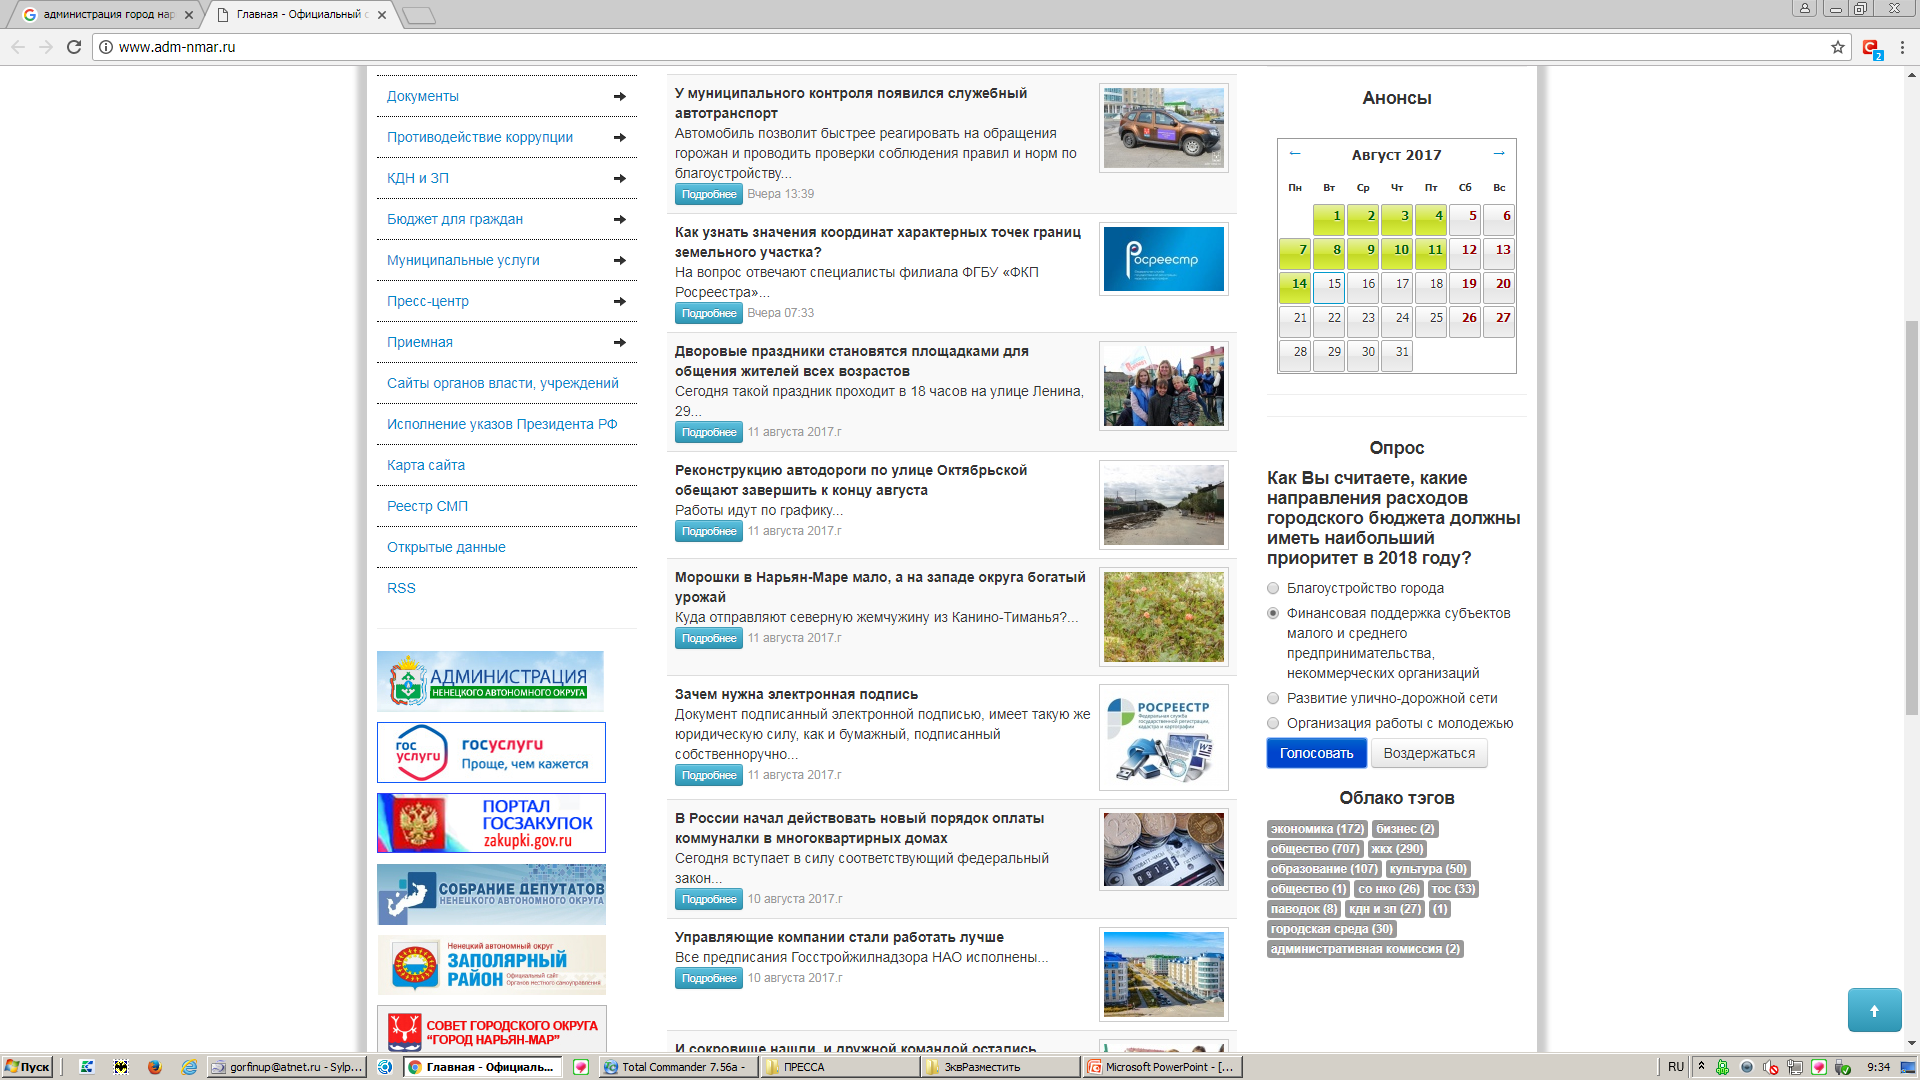 администрация город нар
Главная - Официальный с
www.adm-nmar.ru
2
Документы
Противодействие коррупции
КДН и ЗП
Бюджет для граждан
Муниципальные услуги
Пресс-центр
Приемная
Сайты органов власти, учреждений
Исполнение указов Президента РФ
Карта сайта
Реестр СМП
Открытые данные
RSS
АДМИНИСТРАЦИЯ
НЕНЕЦКОГО АВТОНОМНОГО ОКРУГА
гос
услуги
госуслуги
Проще, чем кажется
ПОРТАЛ
ГОСЗАКУПОК
zakupki.gov.ru
СОБРАНИЕ ДЕПУТАТОВ
НЕНЕЦКОГО АВТОНОМНОГО ОКРУГА
Ненецкий автономный округ
ЗАПОЛЯРНЫЙ
РАЙОН
Официальный сайт
Органов местного самоуправления
СОВЕТ ГОРОДСКОГО ОКРУГА
"ГОРОД НАРЬЯН-МАР"
У муниципального контроля появился служебный
автотранспорт
Автомобиль позволит быстрее реагировать на обращения
горожан и проводить проверки соблюдения правил и норм по
благоустройству...
Подробнее Вчера 13:39
Как узнать значения координат характерных точек границ
земельного участка?
На вопрос отвечают специалисты филиала ФГБУ «ФКП
Росреестра»...
Подробнее Вчера 07:33
Росреестр
Дворовые праздники становятся площадками для
общения жителей всех возрастов
Сегодня такой праздник проходит в 18 часов на улице Ленина,
29...
Подробнее 11 августа 2017.г
Реконструкцию автодороги по улице Октябрьской
обещают завершить к концу августа
Работы идут по графику...
Подробнее 11 августа 2017.г
Морошки в Нарьян-Маре мало, а на западе округа богатый
урожай
Куда отправляют северную жемчужину из Канино-Тиманья?...
Подробнее 11 августа 2017.г
Зачем нужна электронная подпись
Документ подписанный электронной подписью, имеет такую же
юридическую силу, как и бумажный, подписанный
собственноручно...
Подробнее 11 августа 2017.г
РОСРЕЕСТР
Федеральная служба
государственной регистрации,
кадастра и картографии
В России начал действовать новый порядок оплаты
коммуналки в многоквартирных домах
Сегодня вступает в силу соответствующий федеральный
закон...
Подробнее 10 августа 2017.г
Управляющие компании стали работать лучше
Все предписания Госстройжилнадзора НАО исполнены...
Подробнее 10 августа 2017.г
И сокровище нашли, и дружной командой остались
Анонсы
← Август 2017 →
Пн Вт Ср Чт Пт Сб Вс
1 2 3 4 5 6
7 8 9 10 11 12 13
14 15 16 17 18 19 20
21 22 23 24 25 26 27
28 29 30 31
Опрос
Как Вы считаете, какие
направления расходов
городского бюджета должны
иметь наибольший
приоритет в 2018 году?
Благоустройство города
Финансовая поддержка субъектов
малого и среднего
предпринимательства,
некоммерческих организаций
Развитие улично-дорожной сети
Организация работы с молодежью
Голосовать Воздержаться
Облако тэгов
экономика (172) бизнес (2)
общество (707) жкх (290)
образование (107) культура (50)
общество (1) со нко (26) тос (33)
паводок (8) кдн и зп (27) (1)
городская среда (30)
административная комиссия (2)
Пуск
gorfinup@atnet.ru - Sylp...
Главная - Официаль...
Total Commander 7.56a - ...
ПРЕССА
ЗквРазместить
Microsoft PowerPoint - [...
RU
9:34